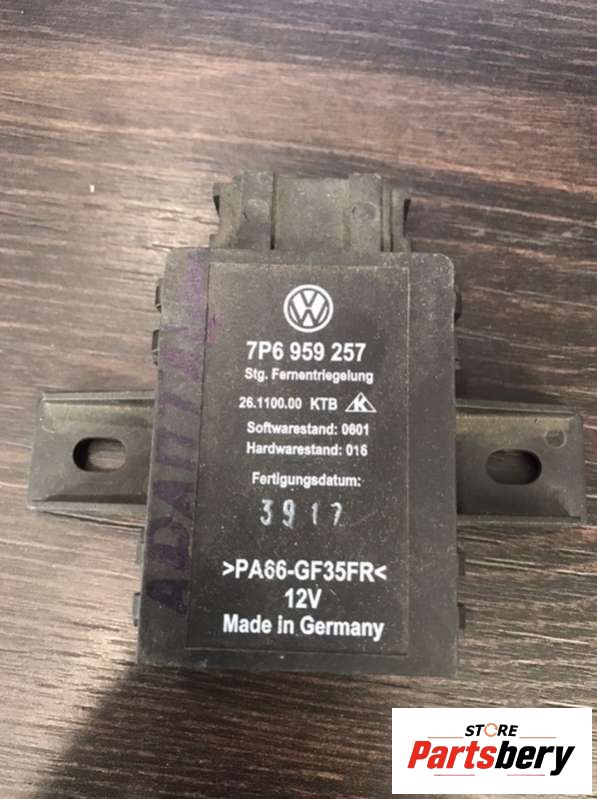 7P6 959 257
Stg. Fernentriegelung
26.1100.00 KTB K
Softwarestand: 0601
Hardwarestand: 016
Fertigungsdatum:
3917
>PA66-GF35FR<
12V
Made in Germany
STORE
Partsbery